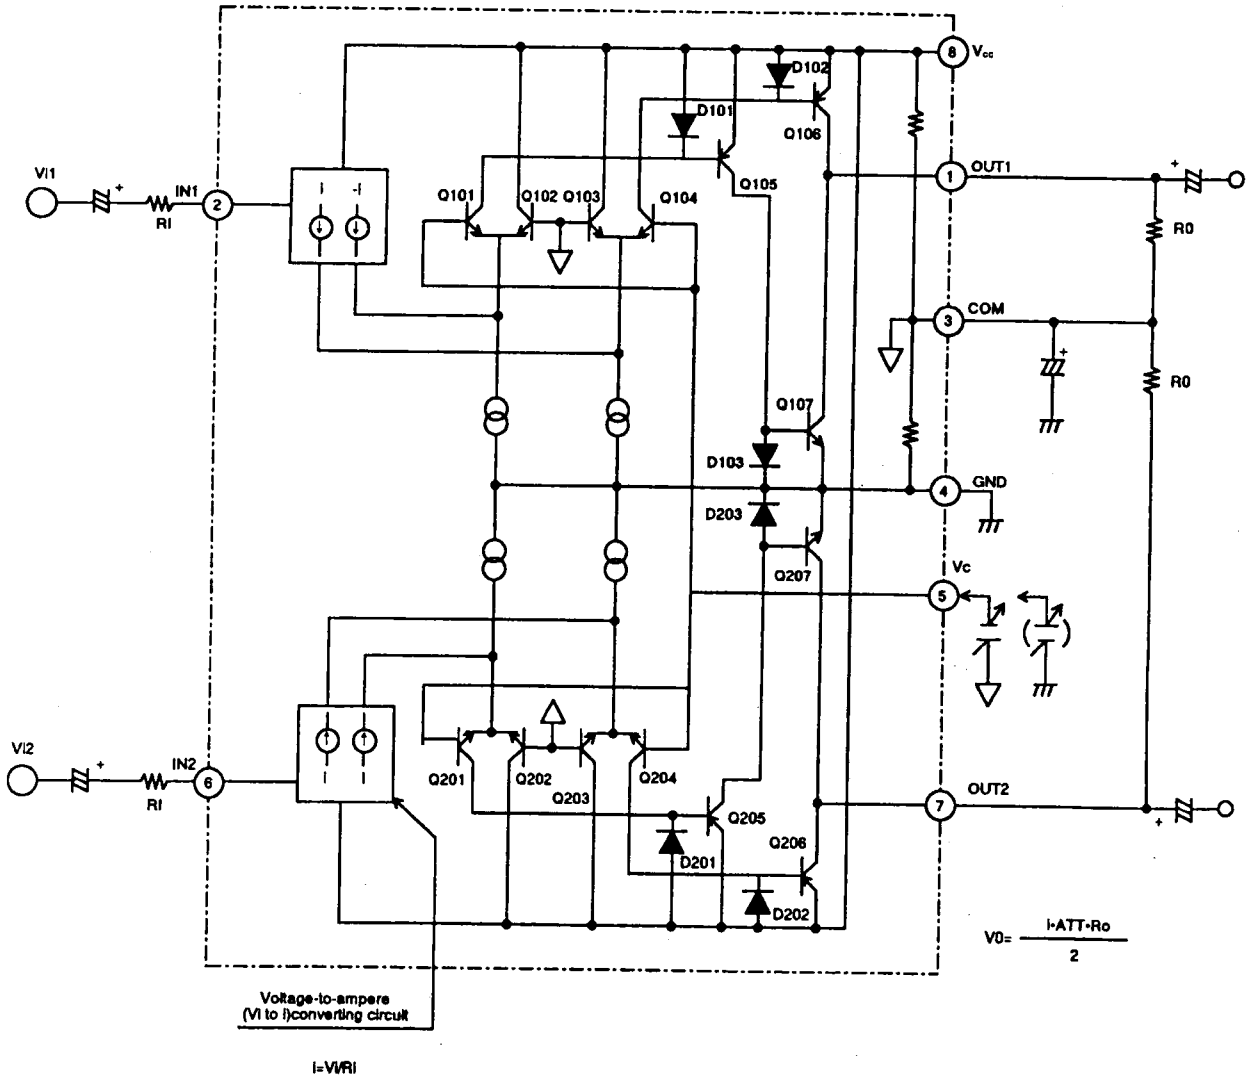 8 Vcc
D102
D101
Q106
VI1
+
RI
IN1
2
I -I
Q101
Q102
Q103
Q104
Q105
1
OUT1
+
R0
3
COM
+
R0
Q107
D103
D203
Q207
4
GND
Vc
5
( )
VI2
+
RI
IN2
6
I I
Q201
Q202
Q203
Q204
Q205
D201
Q206
D202
7
OUT2
+
V0= I·ATT·Ro
2
Voltage-to-ampere
(VI to I)converting circuit
I=VI/RI